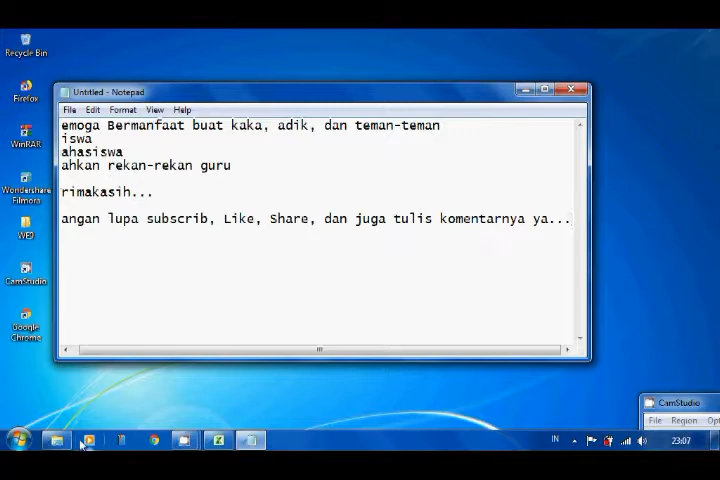 Recycle Bin
Firefox
WinRAR
Wondershare
Filmora
WEB
CamStudio
Google
Chrome
Untitled - Notepad
File Edit Format View Help
emoga Bermanfaat buat kaka, adik, dan teman-teman
iswa
ahasiswa
ahkan rekan-rekan guru
rimakasih...
angan lupa subscrib, Like, Share, dan juga tulis komentarnya ya...
CamStudio
File Region Opt
IN
23:07